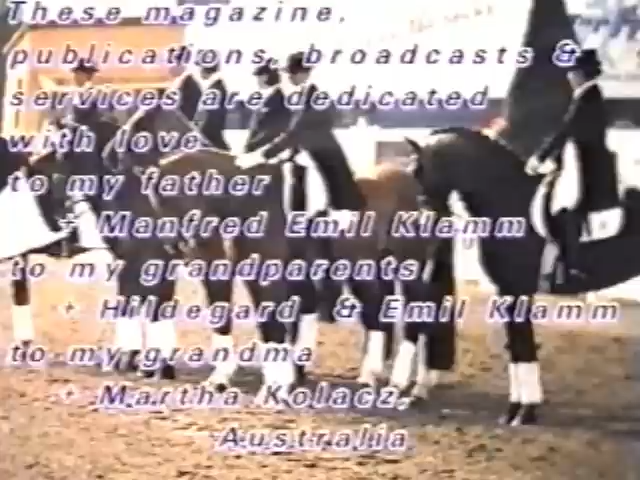 These magazine,
publications, broadcasts &
services are dedicated
with love
to my father
+ Manfred Emil Klamm
to my grandparents
+ Hildegard & Emil Klamm
to my grandma
+ Martha Kolacz,
Australia